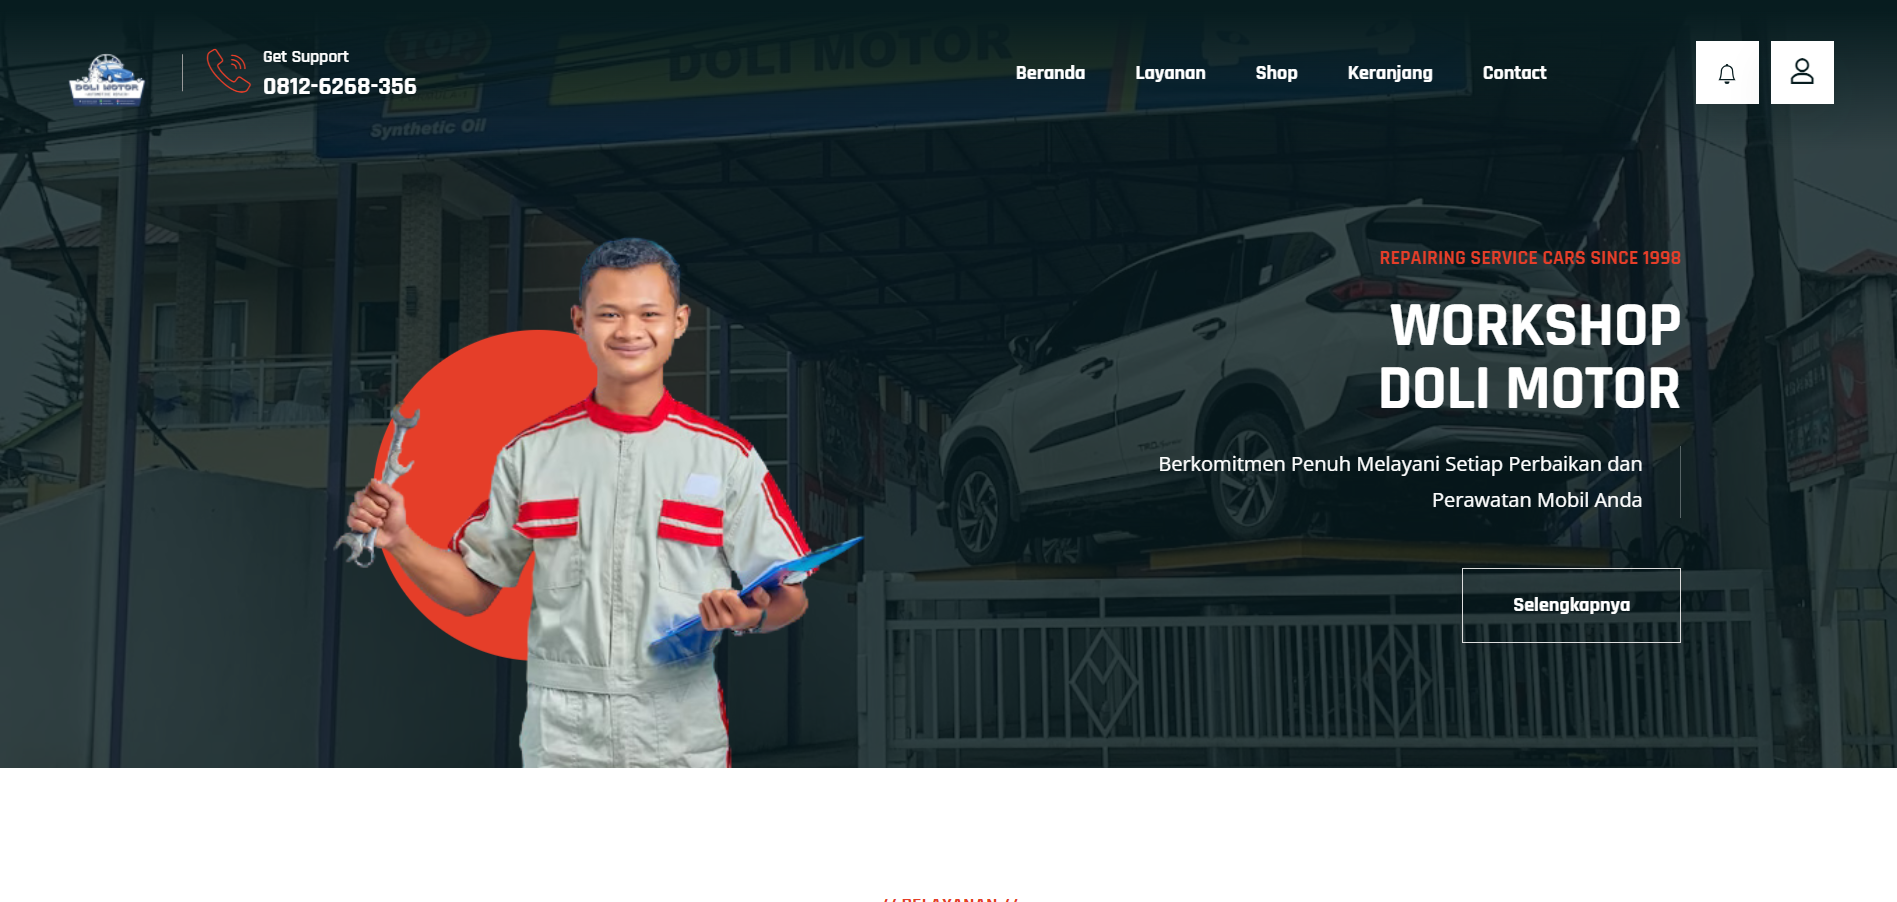 DOLI MOTOR
Get Support
0812-6268-356
Beranda
Layanan
Shop
Keranjang
Contact
TOP
DOLI MOTOR
Synthetic Oil
REPAIRING SERVICE CARS SINCE 1998
WORKSHOP
DOLI MOTOR
Berkomitmen Penuh Melayani Setiap Perbaikan dan
Perawatan Mobil Anda
Selengkapnya
// PELAYANAN //